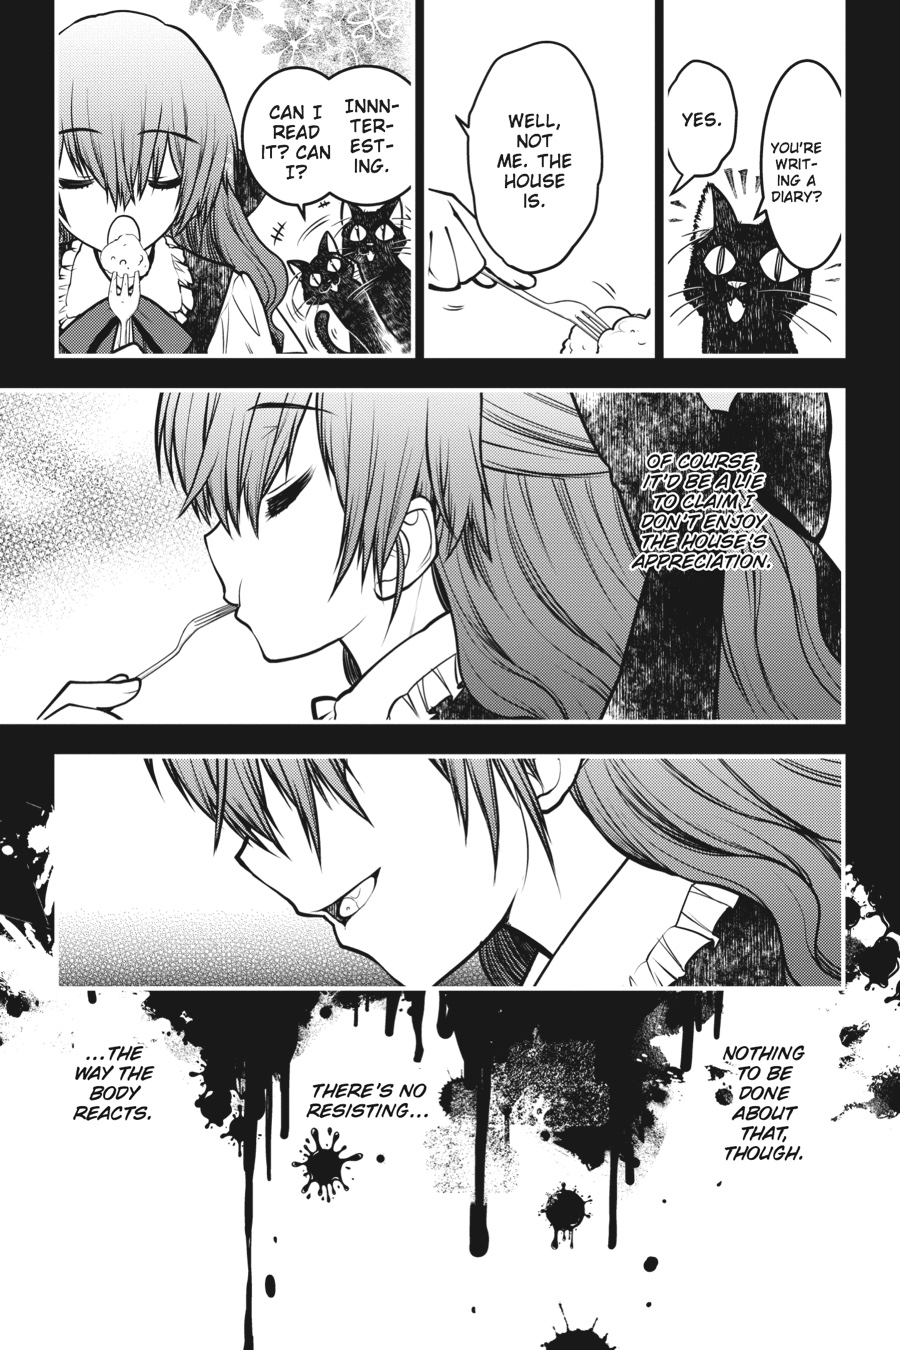 YOU'RE
WRIT-
ING A
DIARY?
YES.
WELL,
NOT
ME. THE
HOUSE
IS.
INNN-
TER-
EST-
ING.
CAN I
READ
IT? CAN
I?
OF COURSE,
IT'D BE A LIE
TO CLAIM I
DON'T ENJOY
THE HOUSE'S
APPRECIATION.
NOTHING
TO BE
DONE
ABOUT
THAT,
THOUGH.
THERE'S NO
RESISTING...
...THE
WAY THE
BODY
REACTS.